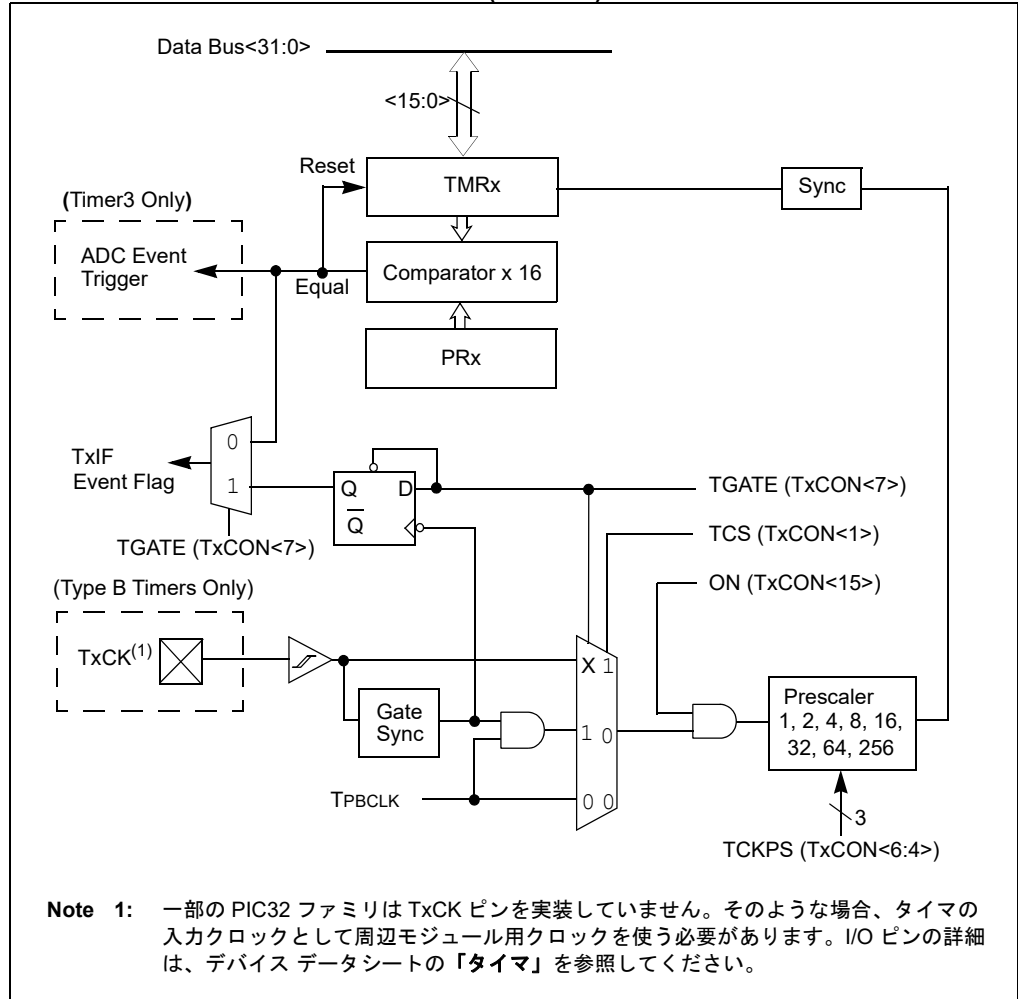 Data Bus<31:0>
<15:0>
Reset
TMRx
Sync
(Timer3 Only)
ADC Event
Trigger
Equal
Comparator x 16
PRx
0
1
TxIF
Event Flag
Q D
Q
TGATE (TxCON<7>)
TGATE (TxCON<7>)
TCS (TxCON<1>)
ON (TxCON<15>)
(Type B Timers Only)
TxCK(1)
X 1
Gate
Sync
1 0
Prescaler
1, 2, 4, 8, 16,
32, 64, 256
TPBCLK
0 0
3
TCKPS (TxCON<6:4>)
Note 1: 一部の PIC32 ファミリは TxCK ピンを実装していません。そのような場合、タイマの
入力クロックとして周辺モジュール用クロックを使う必要があります。I/O ピンの詳細
は、デバイス データシートの「タイマ」を参照してください。